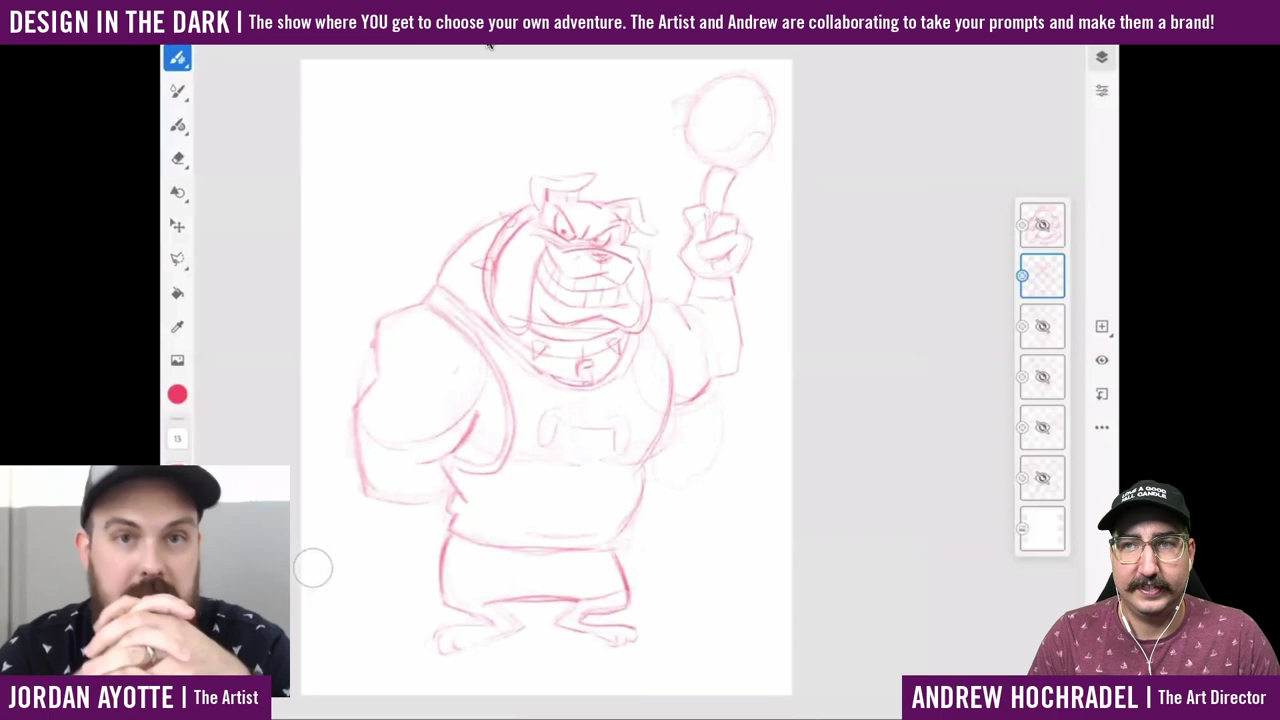 DESIGN IN THE DARK | The show where YOU get to choose your own adventure. The Artist and Andrew are collaborating to take your prompts and make them a brand!
13
JORDAN AYOTTE | The Artist
ANDREW HOCHRADEL | The Art Director